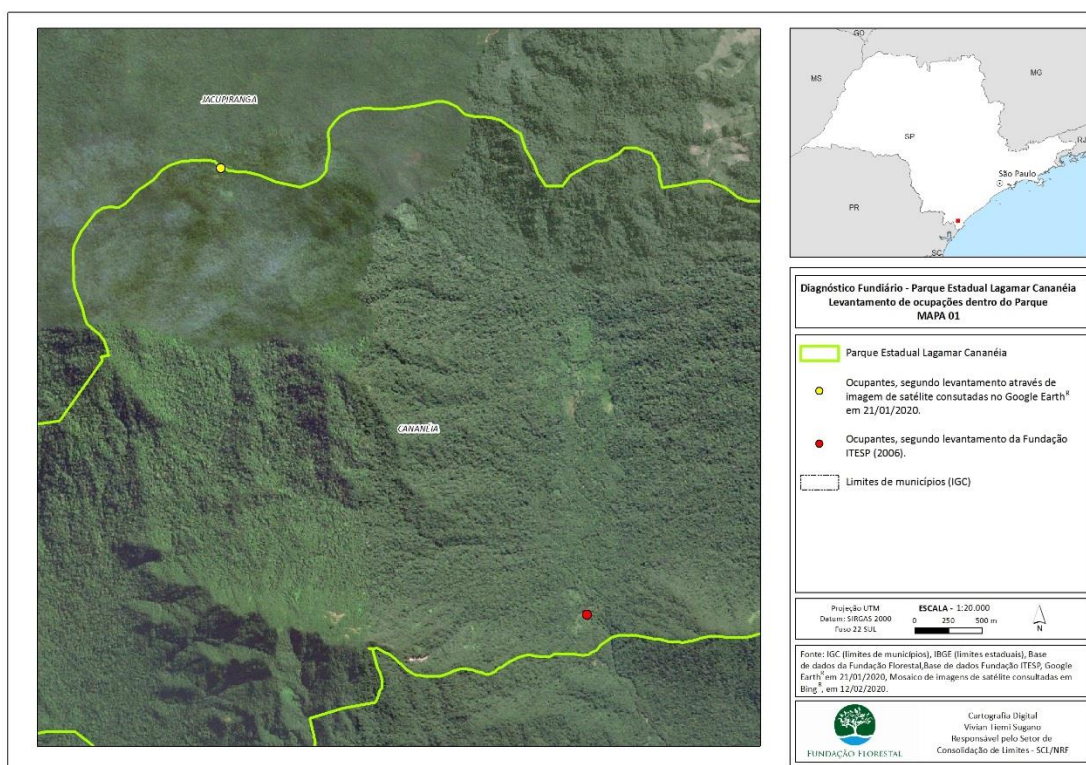 JACUPIRANGA
CANANÉIA
GO
MS
MG
SP
RJ
São Paulo
PR
SC
Diagnóstico Fundiário - Parque Estadual Lagamar Cananéia
Levantamento de ocupações dentro do Parque
MAPA 01
Parque Estadual Lagamar Cananéia
Ocupantes, segundo levantamento através de
imagem de satélite consutadas no Google Earth R
em 21/01/2020.
Ocupantes, segundo levantamento da Fundação
ITESP (2006).
Limites de municípios (IGC)
Projeção UTM
Datum: SIRGAS 2000
Fuso 22 SUL
ESCALA - 1:20.000
0 250 500 m
N
Fonte: IGC (limites de municípios), IBGE (limites estaduais), Base
de dados da Fundação Florestal,Base de dados Fundação ITESP, Google
Earth R em 21/01/2020, Mosaico de imagens de satélite consultadas em
Bing R, em 12/02/2020.
FUNDAÇÃO FLORESTAL
Cartografia Digital
Vivian Tiemi Sugano
Responsável pelo Setor de
Consolidação de Limites - SCL/NRF